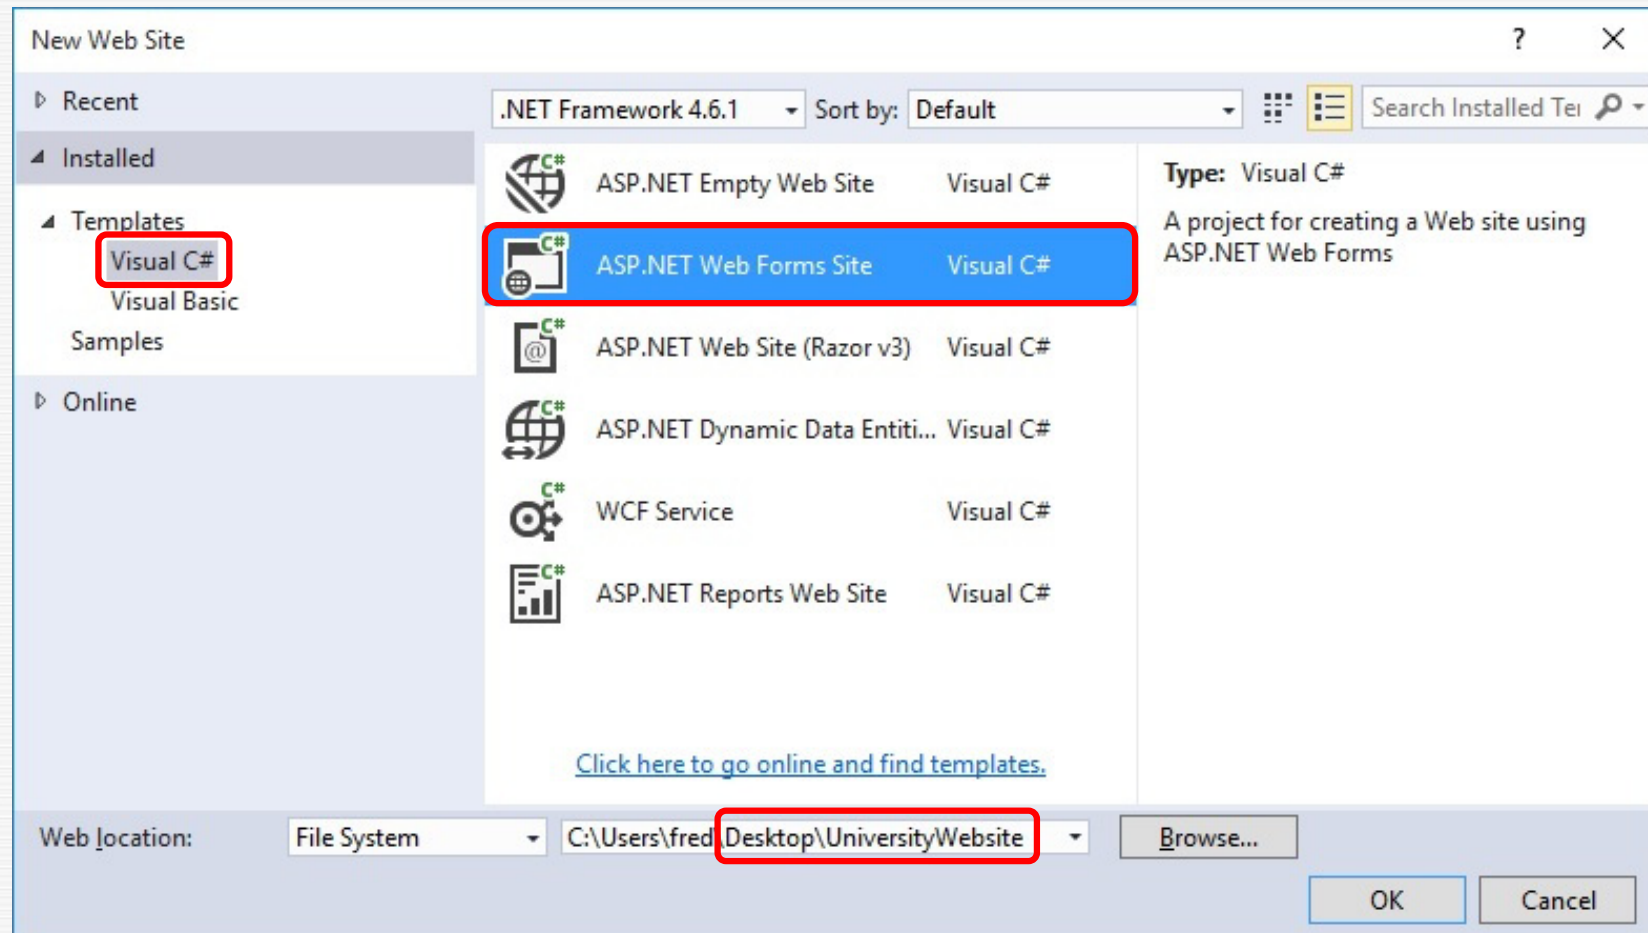 New Web Site ?
Recent
Installed
Templates
Visual C#
Visual Basic
Samples
Online
.NET Framework 4.6.1 Sort by: Default Search Installed Te
C# ASP.NET Empty Web Site Visual C#
C# ASP.NET Web Forms Site Visual C#
C# @ ASP.NET Web Site (Razor v3) Visual C#
C# ASP.NET Dynamic Data Entiti... Visual C#
C# WCF Service Visual C#
C# ASP.NET Reports Web Site Visual C#
Click here to go online and find templates.
Type: Visual C#
A project for creating a Web site using
ASP.NET Web Forms
Web location: File System C:\Users\fred\Desktop\UniversityWebsite Browse...
OK Cancel